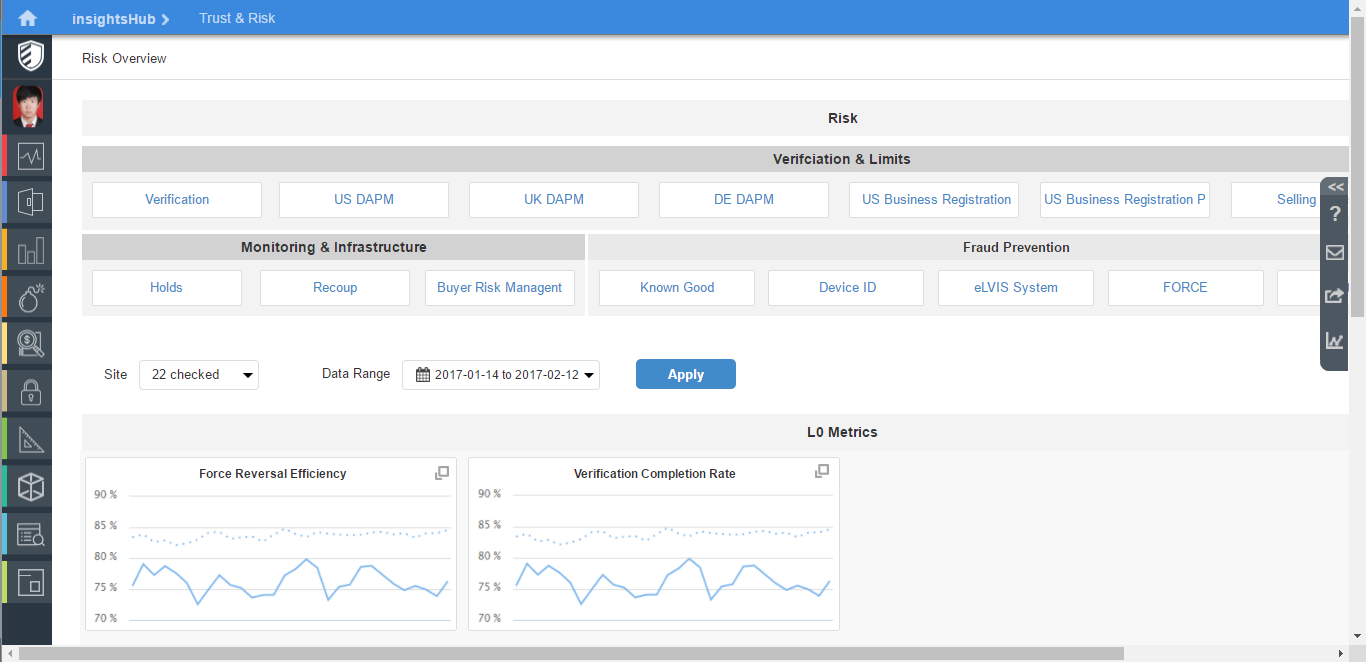 insightsHub Trust & Risk
Risk Overview
Risk
Verifciation & Limits
Verification US DAPM UK DAPM DE DAPM US Business Registration US Business Registration P Selling
Monitoring & Infrastructure Fraud Prevention
Holds Recoup Buyer Risk Managent Known Good Device ID eLVIS System FORCE
<<
?
Site 22 checked Data Range 2017-01-14 to 2017-02-12 Apply
L0 Metrics
Force Reversal Efficiency Verification Completion Rate
90 % 90 %
85 % 85 %
80 % 80 %
75 % 75 %
70 % 70 %